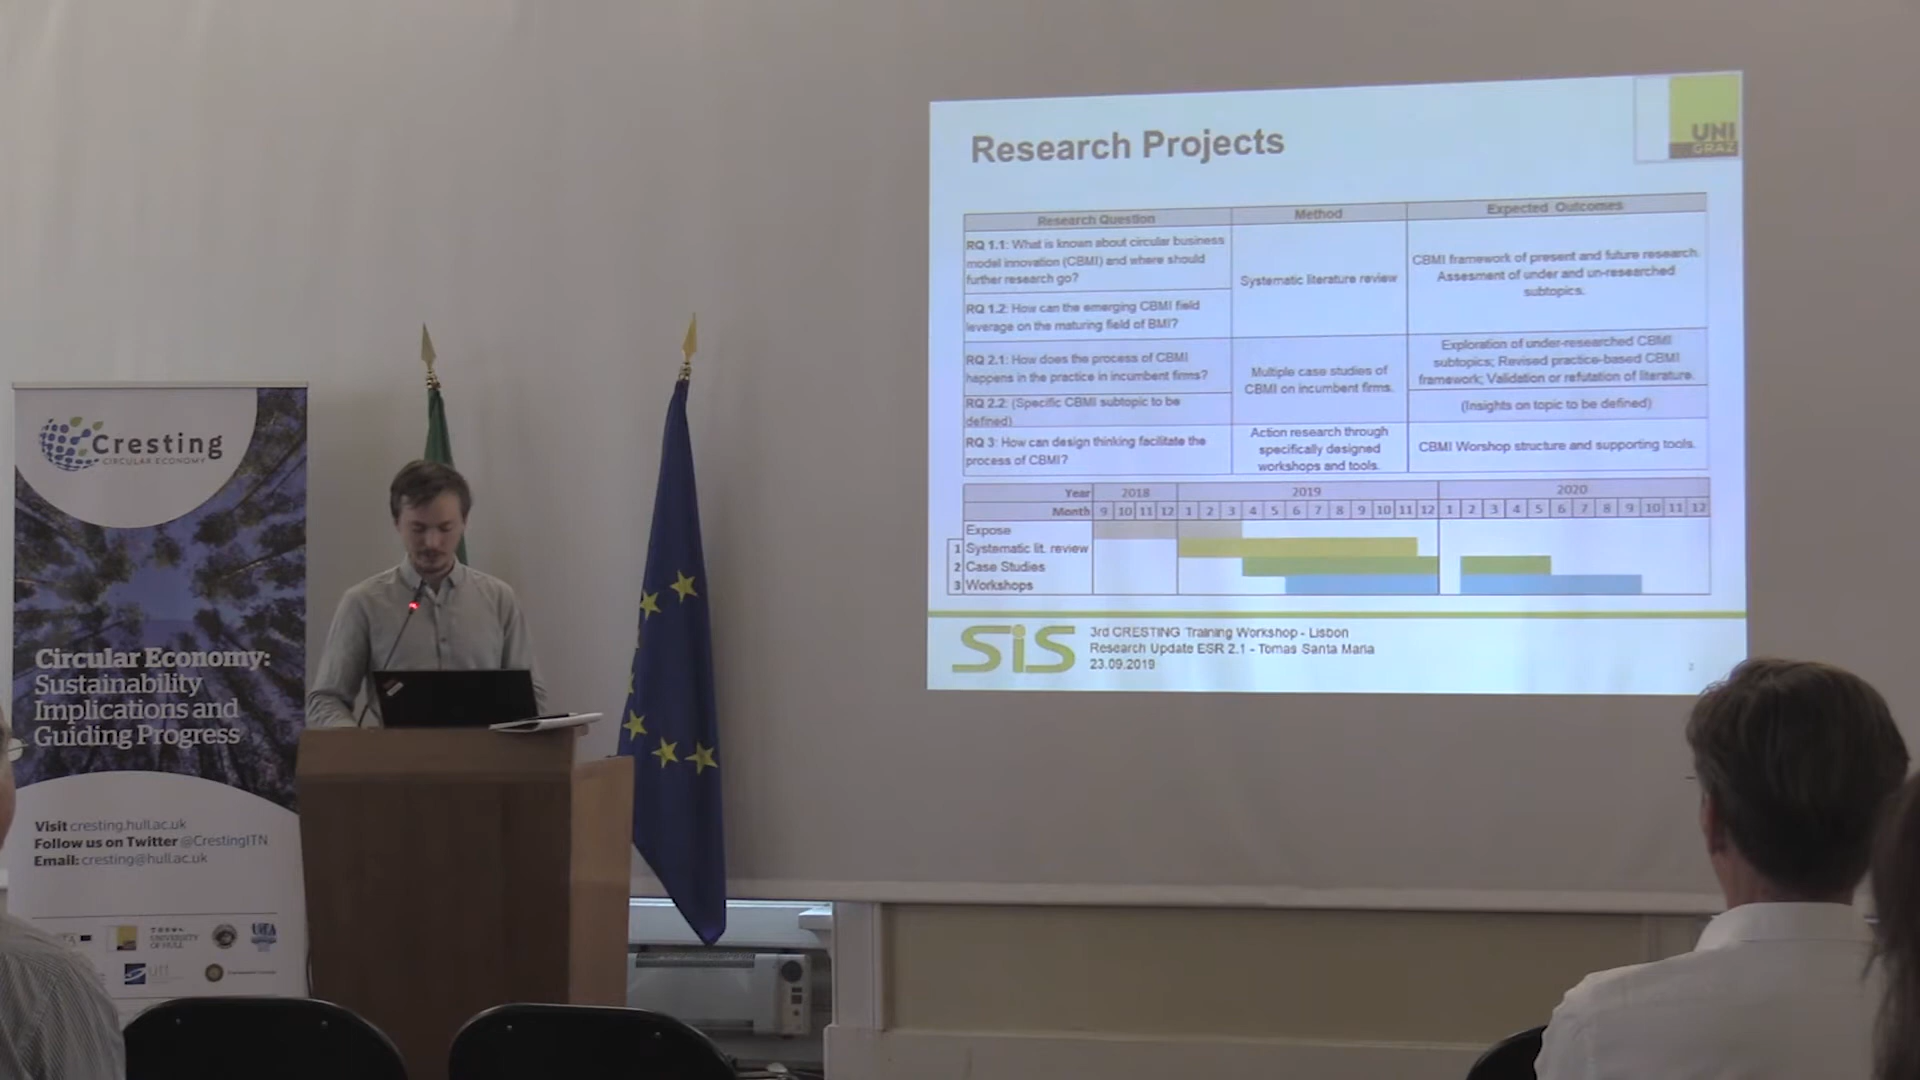 Research Projects
UNI
GRAZ
Research Question
Method
Expected Outcomes
RQ 1.1: What is known about circular business
model innovation (CBMI) and where should
further research go?
Systematic literature review
CBMI framework of present and future research.
Assesment of under and un-researched
subtopics.
RQ 1.2: How can the emerging CBMI field
leverage on the maturing field of BMI?
RQ 2.1: How does the process of CBMI
happens in the practice in incumbent firms?
Multiple case studies of
CBMI on incumbent firms.
Exploration of under-researched CBMI
subtopics; Revised practice-based CBMI
framework; Validation or refutation of literature.
RQ 2.2: (Specific CBMI subtopic to be
defined)
(Insights on topic to be defined)
RQ 3: How can design thinking facilitate the
process of CBMI?
Action research through
specifically designed
workshops and tools.
CBMI Worshop structure and supporting tools.
Year 2018 2019 2020
Month 9 10 11 12 1 2 3 4 5 6 7 8 9 10 11 12 1 2 3 4 5 6 7 8 9 10 11 12
Expose
1 Systematic lit. review
2 Case Studies
3 Workshops
SiS
3rd CRESTING Training Workshop - Lisbon
Research Update ESR 2.1 - Tomas Santa Maria
23.09.2019
2
Cresting
CIRCULAR ECONOMY
Circular Economy:
Sustainability
Implications and
Guiding Progress
Visit cresting.hull.ac.uk
Follow us on Twitter @CrestingITN
Email: cresting@hull.ac.uk
UNIVERSITY
OF HULL
utt